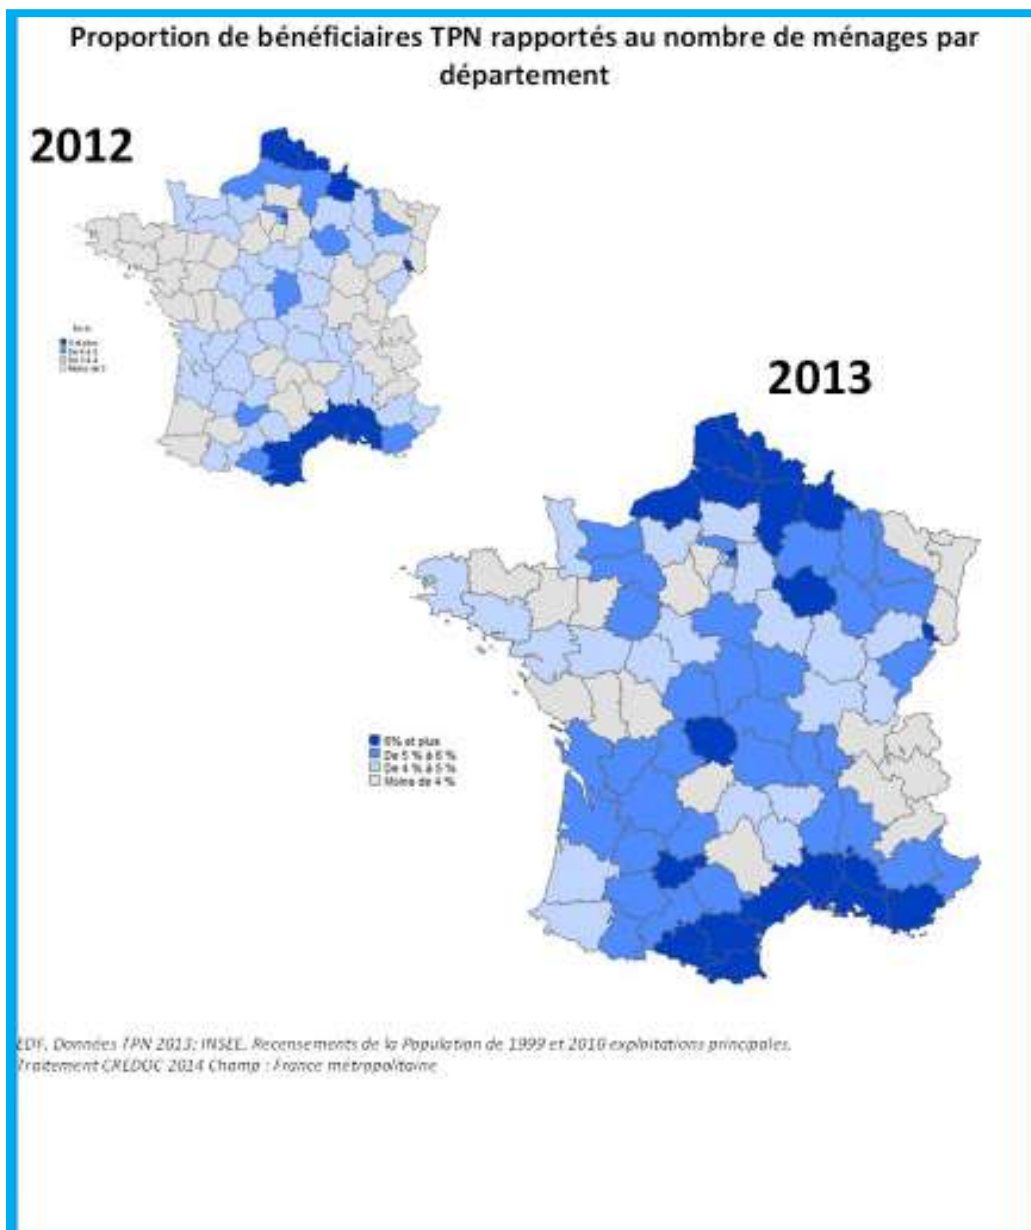 Proportion de bénéficiaires TPN rapportés au nombre de ménages par
département
2012
2013
6% et plus
De 5 % à 6 %
De 4 % à 5 %
Moins de 4 %
EDF, Données TPN 2013; INSEE, Recensements de la Population de 1999 et 2010 exploitations principales.
Traitement CREDOC 2014 Champ : France métropolitaine